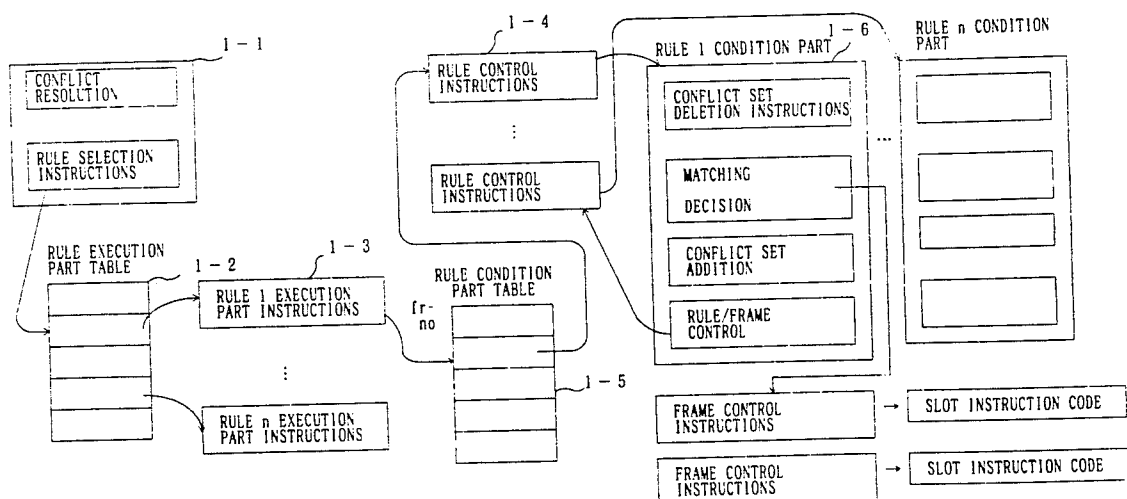 1-1
CONFLICT
RESOLUTION
RULE SELECTION
INSTRUCTIONS
RULE EXECUTION
PART TABLE
1-2
1-3
RULE 1 EXECUTION
PART INSTRUCTIONS
⋮
RULE n EXECUTION
PART INSTRUCTIONS
1-4
RULE CONTROL
INSTRUCTIONS
⋮
RULE CONTROL
INSTRUCTIONS
RULE CONDITION
PART TABLE
fr-
no
1-5
1-6
RULE 1 CONDITION PART
CONFLICT SET
DELETION INSTRUCTIONS
MATCHING
DECISION
CONFLICT SET
ADDITION
RULE/FRAME
CONTROL
...
RULE n CONDITION
PART
FRAME CONTROL
INSTRUCTIONS
SLOT INSTRUCTION CODE
FRAME CONTROL
INSTRUCTIONS
SLOT INSTRUCTION CODE